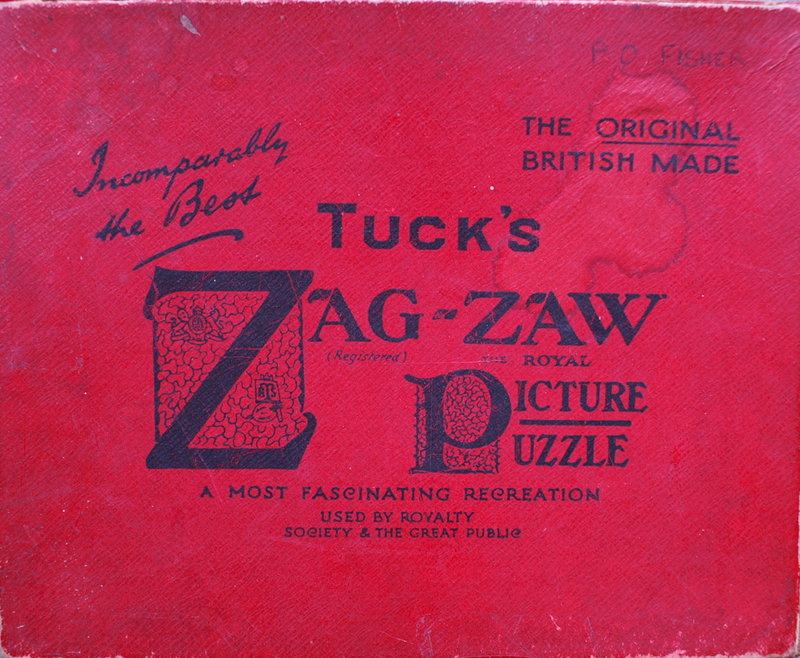 P O FISHER
Incomparably
the Best
THE ORIGINAL
BRITISH MADE
TUCK'S
ZAG-ZAW
(Registered)
THE ROYAL
PICTURE
PUZZLE
A MOST FASCINATING RECREATION
USED BY ROYALTY
SOCIETY & THE GREAT PUBLIC